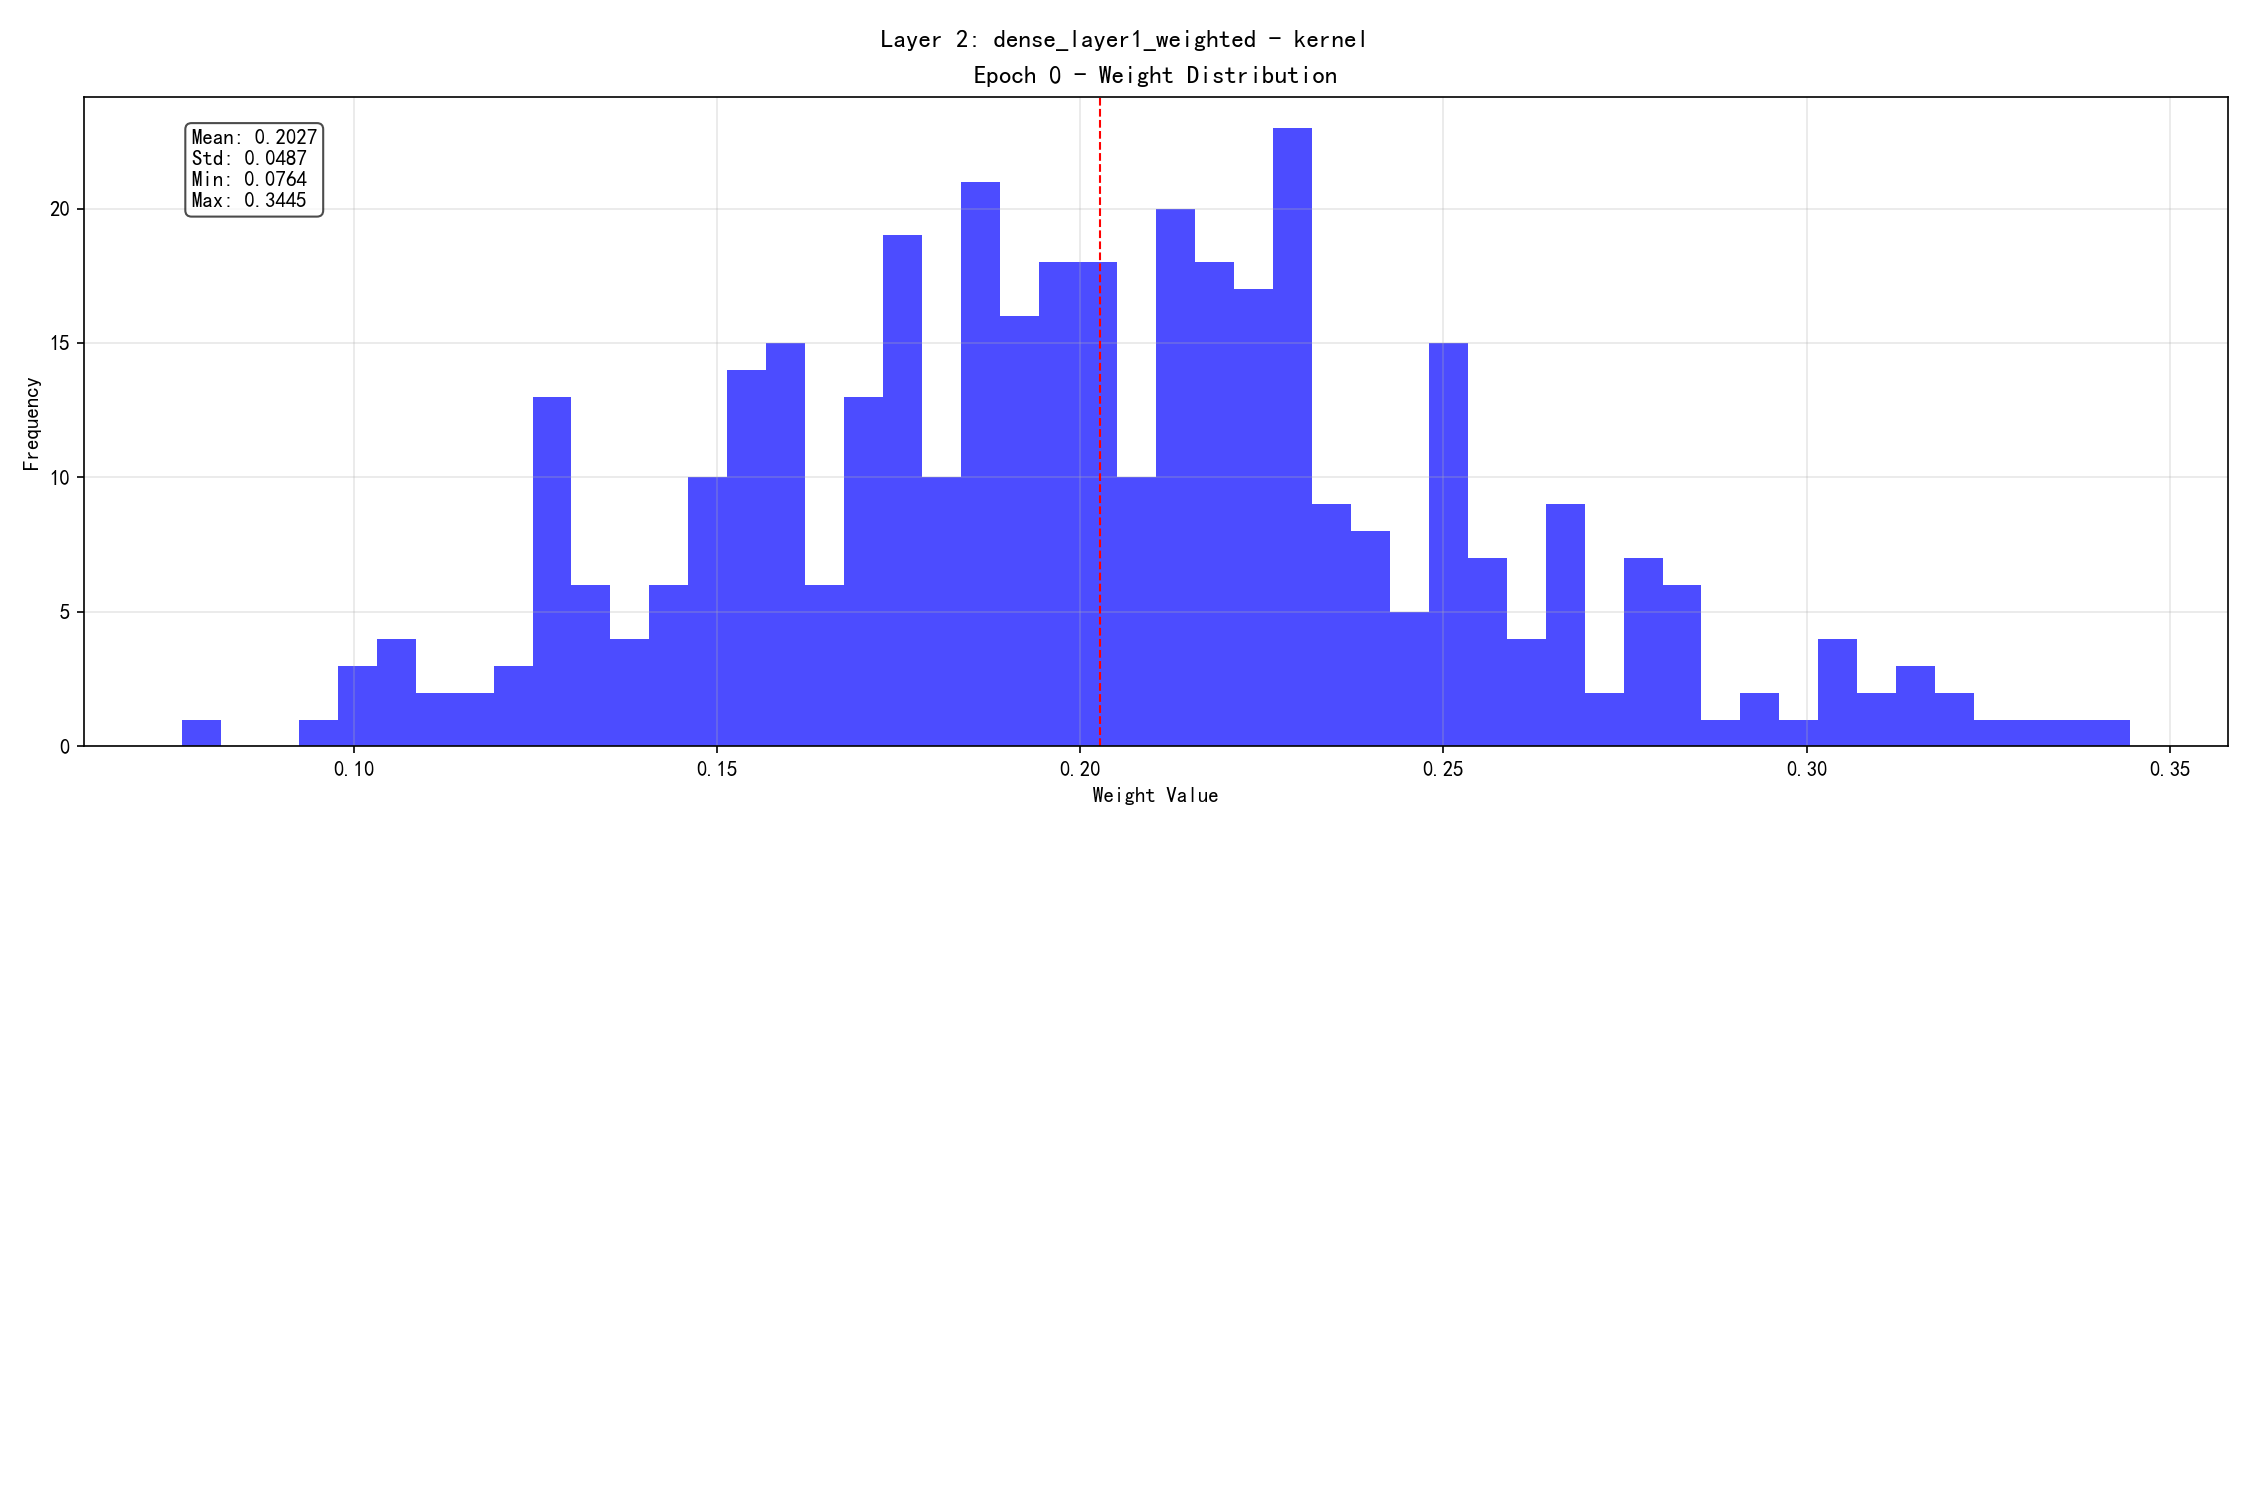 Layer 2: dense_layer1_weighted - kernel
Epoch 0 - Weight Distribution
Mean: 0.2027
Std: 0.0487
Min: 0.0764
Max: 0.3445
20
15
10
5
0
Frequency
0.10 0.15 0.20 0.25 0.30 0.35
Weight Value